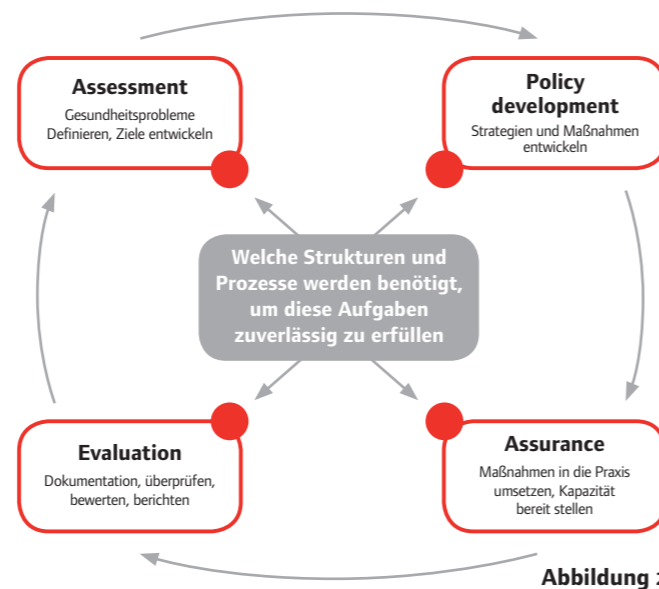 Assessment
Gesundheitsprobleme
Definieren, Ziele entwickeln
Policy
development
Strategien und Maßnahmen
entwickeln
Welche Strukturen und
Prozesse werden benötigt,
um diese Aufgaben
zuverlässig zu erfüllen
Evaluation
Dokumentation, überprüfen,
bewerten, berichten
Assurance
Maßnahmen in die Praxis
umsetzen, Kapazität
bereit stellen
Abbildung